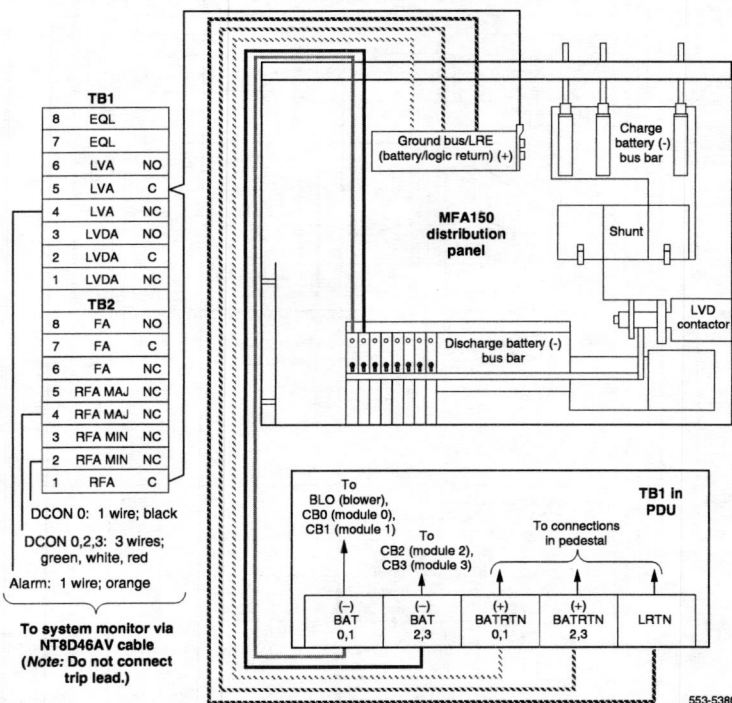 TB1
8 EQL
7 EQL
6 LVA NO
5 LVA C
4 LVA NC
3 LVDA NO
2 LVDA C
1 LVDA NC
TB2
8 FA NO
7 FA C
6 FA NC
5 RFA MAJ NC
4 RFA MAJ NC
3 RFA MIN NC
2 RFA MIN NC
1 RFA C
DCON 0: 1 wire; black
DCON 0,2,3: 3 wires;
green, white, red
Alarm: 1 wire; orange
To system monitor via
NT8D46AV cable
(Note: Do not connect
trip lead.)
Ground bus/LRE
(battery/logic return) (+)
Charge
battery (-)
bus bar
MFA150
distribution
panel
Shunt
LVD
contactor
Discharge battery (-)
bus bar
To
BLO (blower),
CB0 (module 0),
CB1 (module 1)
To
CB2 (module 2),
CB3 (module 3)
To connections
in pedestal
TB1 in
PDU
(–)
BAT
0,1
(–)
BAT
2,3
(+)
BATRTN
0,1
(+)
BATRTN
2,3
LRTN
553-5380